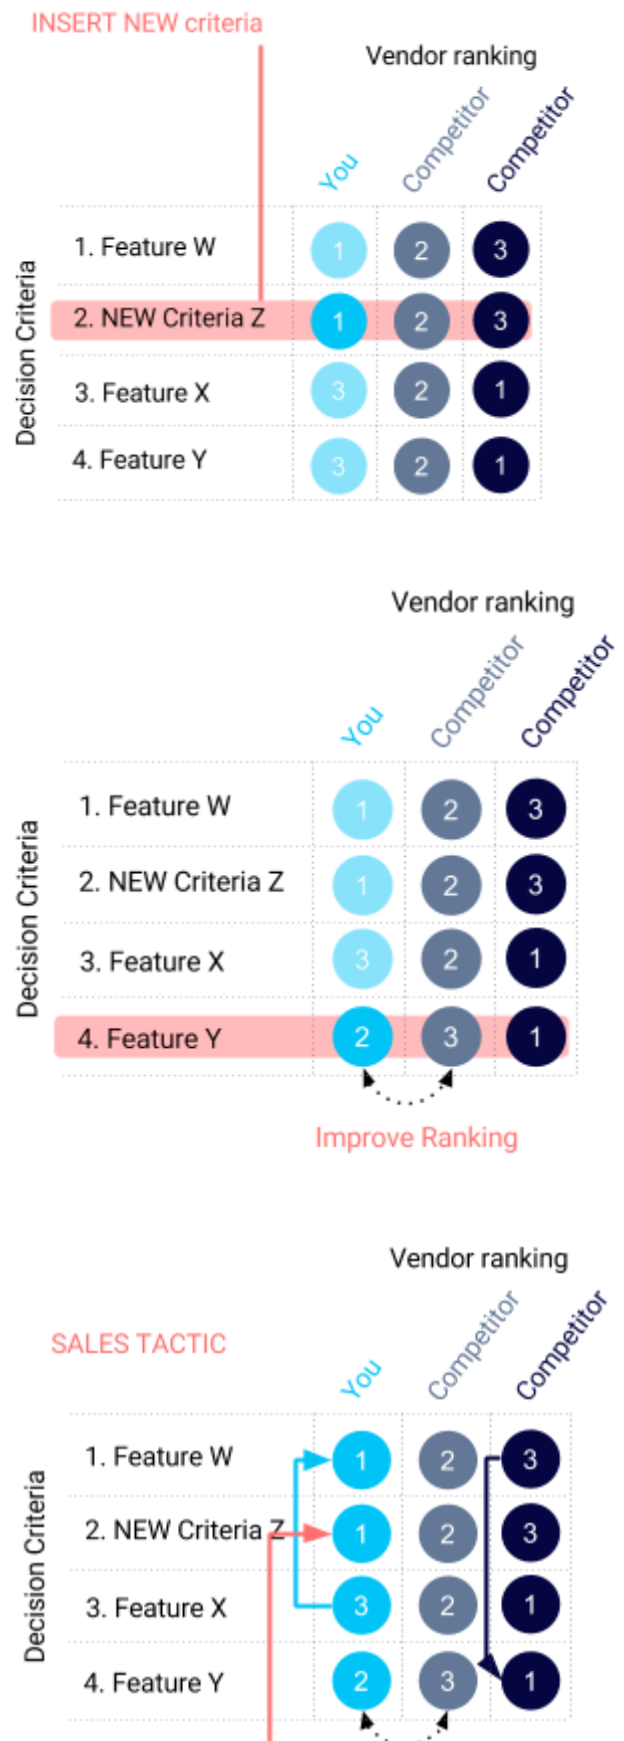 INSERT NEW criteria
Vendor ranking
You
Competitor
Competitor
Decision Criteria
1. Feature W 1 2 3
2. NEW Criteria Z 1 2 3
3. Feature X 3 2 1
4. Feature Y 3 2 1
Vendor ranking
You
Competitor
Competitor
Decision Criteria
1. Feature W 1 2 3
2. NEW Criteria Z 1 2 3
3. Feature X 3 2 1
4. Feature Y 2 3 1
Improve Ranking
Vendor ranking
SALES TACTIC
You
Competitor
Competitor
Decision Criteria
1. Feature W 1 2 3
2. NEW Criteria Z 1 2 3
3. Feature X 3 2 1
4. Feature Y 2 3 1